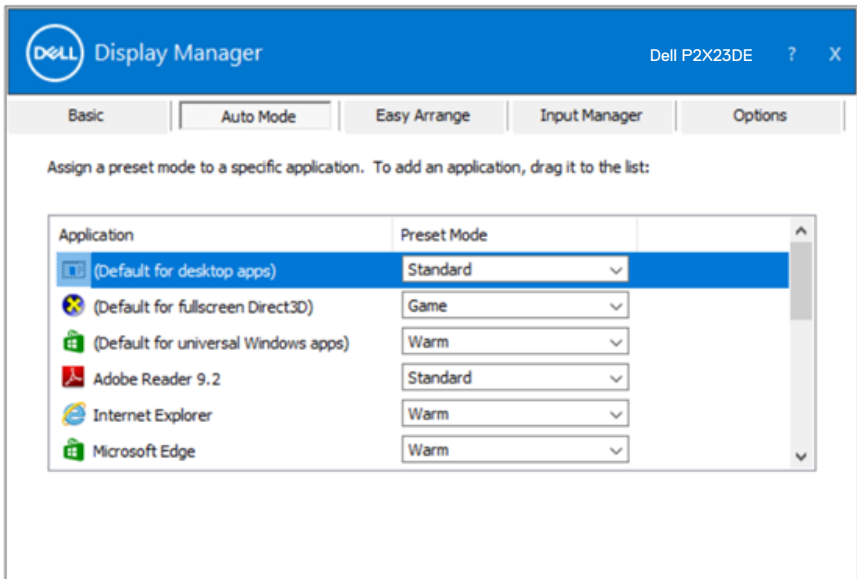 DELL Display Manager Dell P2X23DE ? X
Basic Auto Mode Easy Arrange Input Manager Options
Assign a preset mode to a specific application. To add an application, drag it to the list:
Application Preset Mode
(Default for desktop apps) Standard
(Default for fullscreen Direct3D) Game
(Default for universal Windows apps) Warm
Adobe Reader 9.2 Standard
Internet Explorer Warm
Microsoft Edge Warm